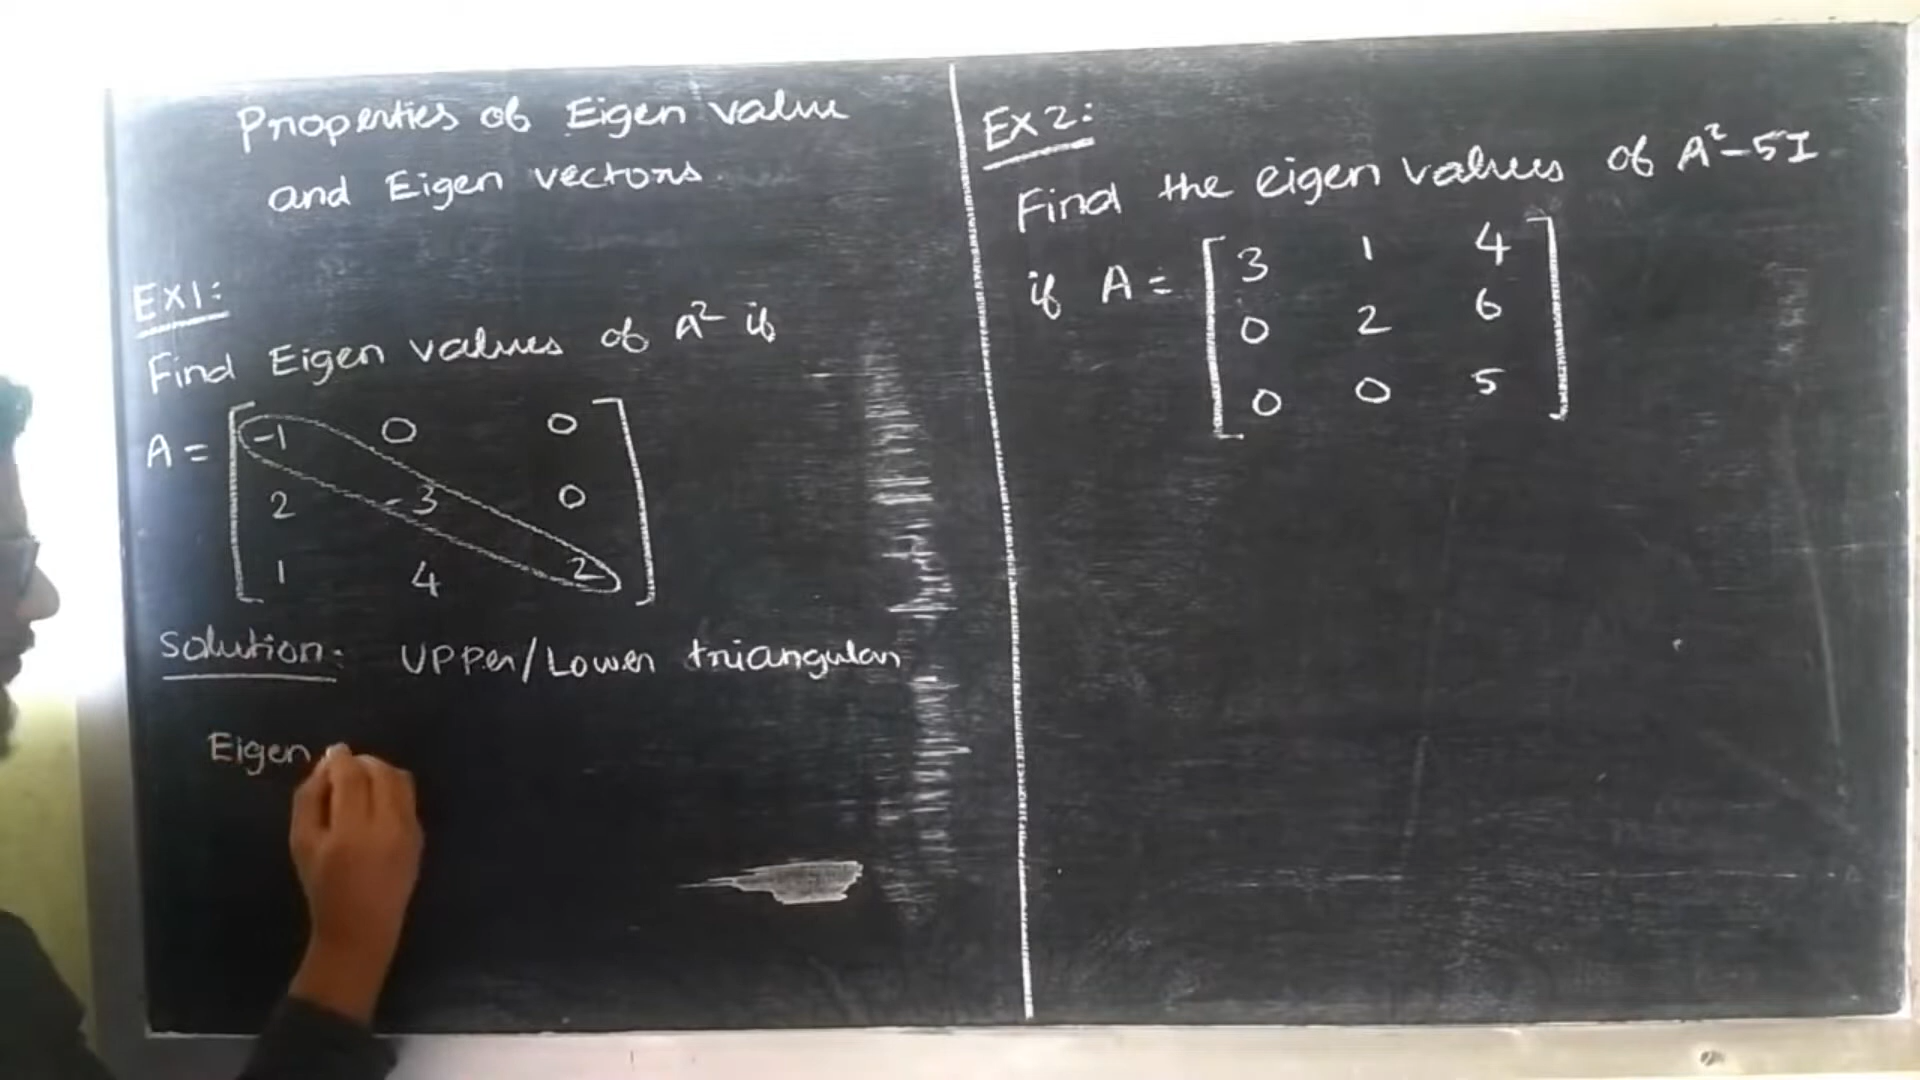 Properties of Eigen value
and Eigen vectors
Ex1:
Find Eigen values of A² if
A = [ -1 0 0
2 -3 0
1 4 2 ]
Solution: Upper/Lower triangular
Eigen
Ex 2:
Find the eigen values of A²-5I
if A = [ 3 1 4
0 2 6
0 0 5 ]